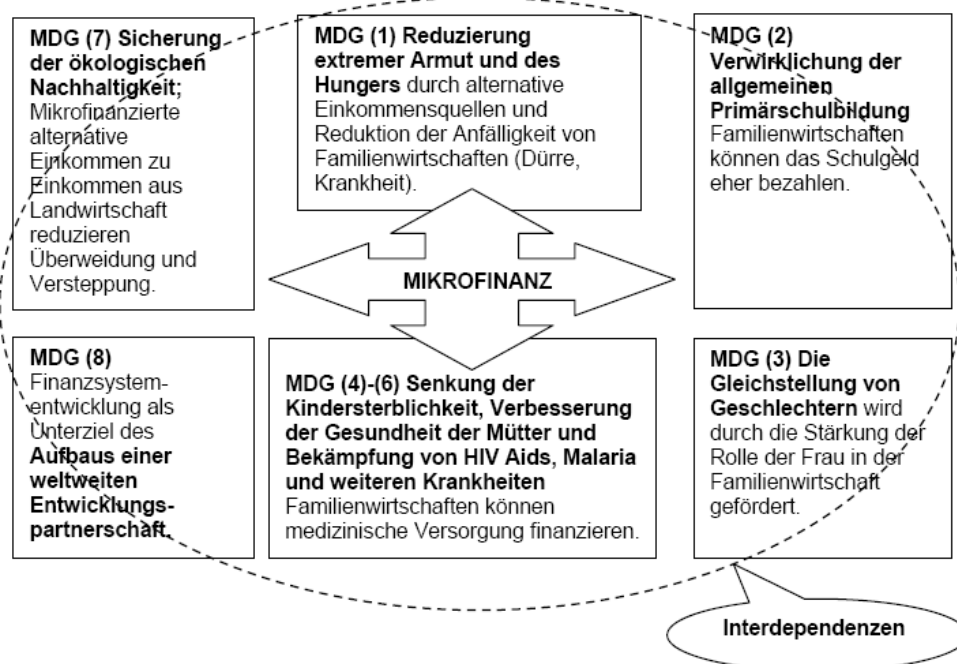 MDG (7) Sicherung
der ökologischen
Nachhaltigkeit;
Mikrofinanzierte
alternative
Einkommen zu
Einkommen aus
Landwirtschaft
reduzieren
Überweidung und
Versteppung.
MDG (1) Reduzierung
extremer Armut und des
Hungers durch alternative
Einkommensquellen und
Reduktion der Anfälligkeit von
Familienwirtschaften (Dürre,
Krankheit).
MDG (2)
Verwirklichung der
allgemeinen
Primärschulbildung
Familienwirtschaften
können das Schulgeld
eher bezahlen.
MIKROFINANZ
MDG (8)
Finanzsystem-
entwicklung als
Unterziel des
Aufbaus einer
weltweiten
Entwicklungs-
partnerschaft.
MDG (4)-(6) Senkung der
Kindersterblichkeit, Verbesserung
der Gesundheit der Mütter und
Bekämpfung von HIV Aids, Malaria
und weiteren Krankheiten
Familienwirtschaften können
medizinische Versorgung finanzieren.
MDG (3) Die
Gleichstellung von
Geschlechtern wird
durch die Stärkung der
Rolle der Frau in der
Familienwirtschaft
gefördert.
Interdependenzen